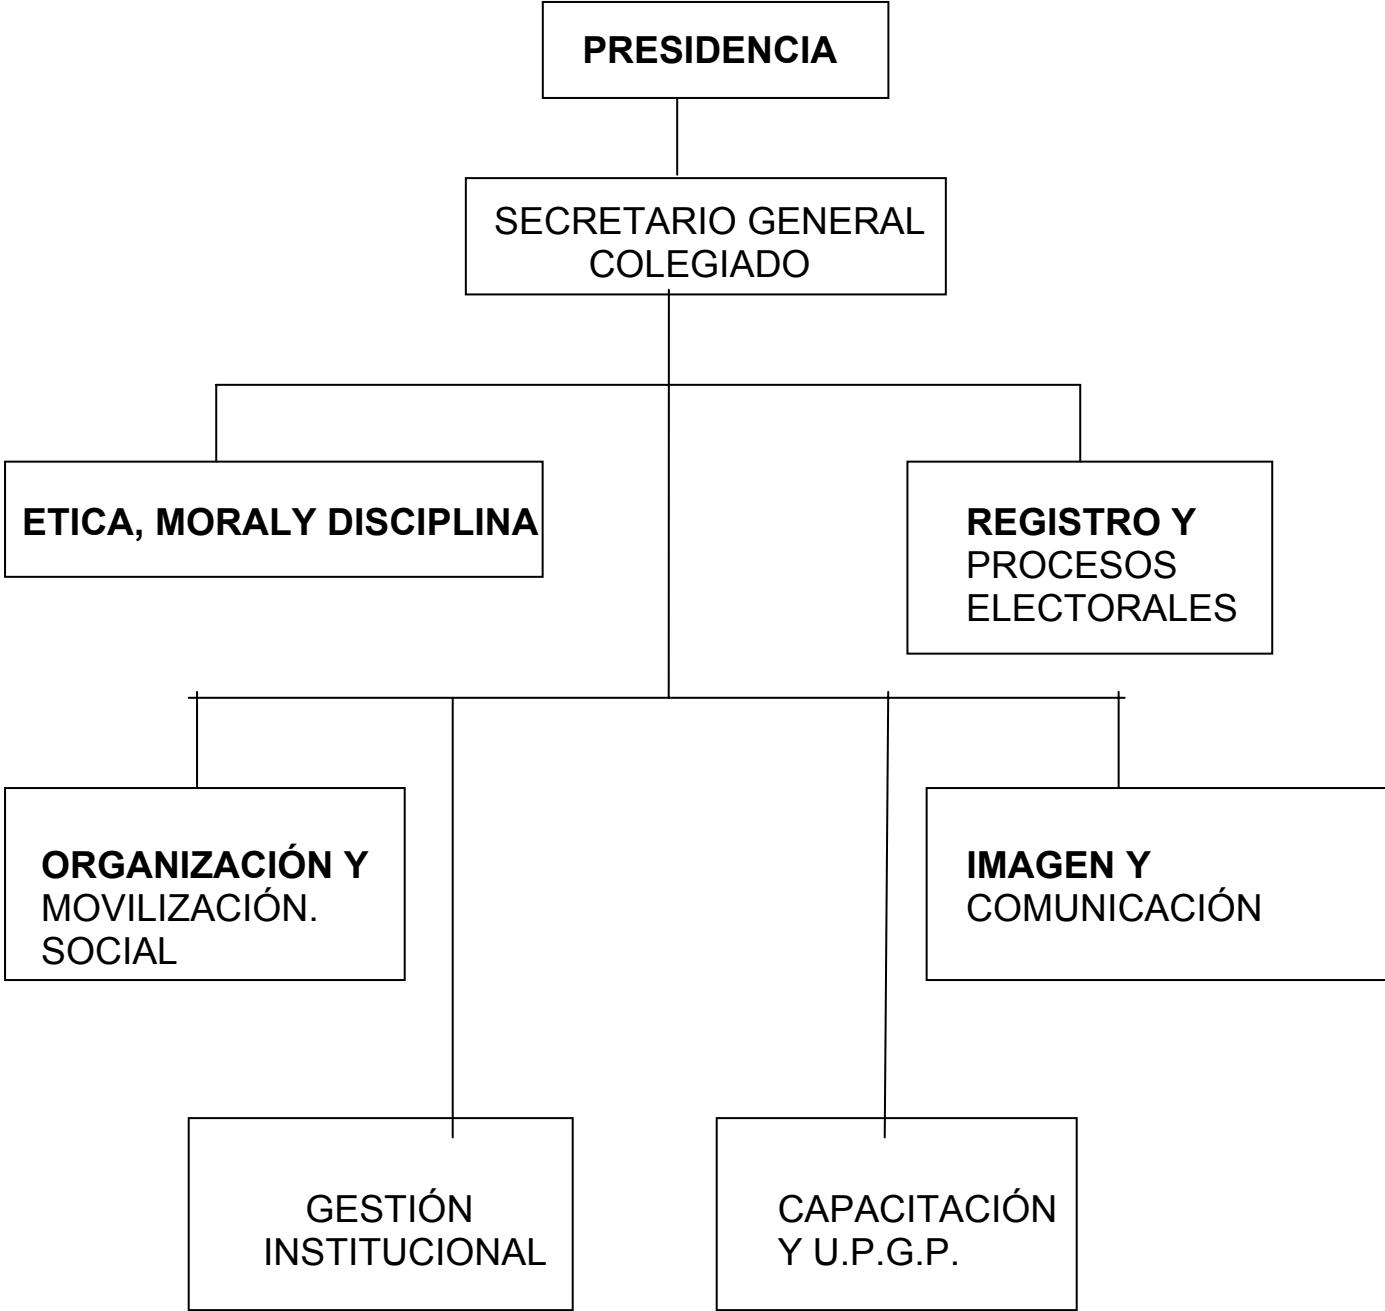 PRESIDENCIA
SECRETARIO GENERAL
COLEGIADO
ETICA, MORALY DISCIPLINA
REGISTRO Y
PROCESOS
ELECTORALES
ORGANIZACIÓN Y
MOVILIZACIÓN.
SOCIAL
IMAGEN Y
COMUNICACIÓN
GESTIÓN
INSTITUCIONAL
CAPACITACIÓN
Y U.P.G.P.